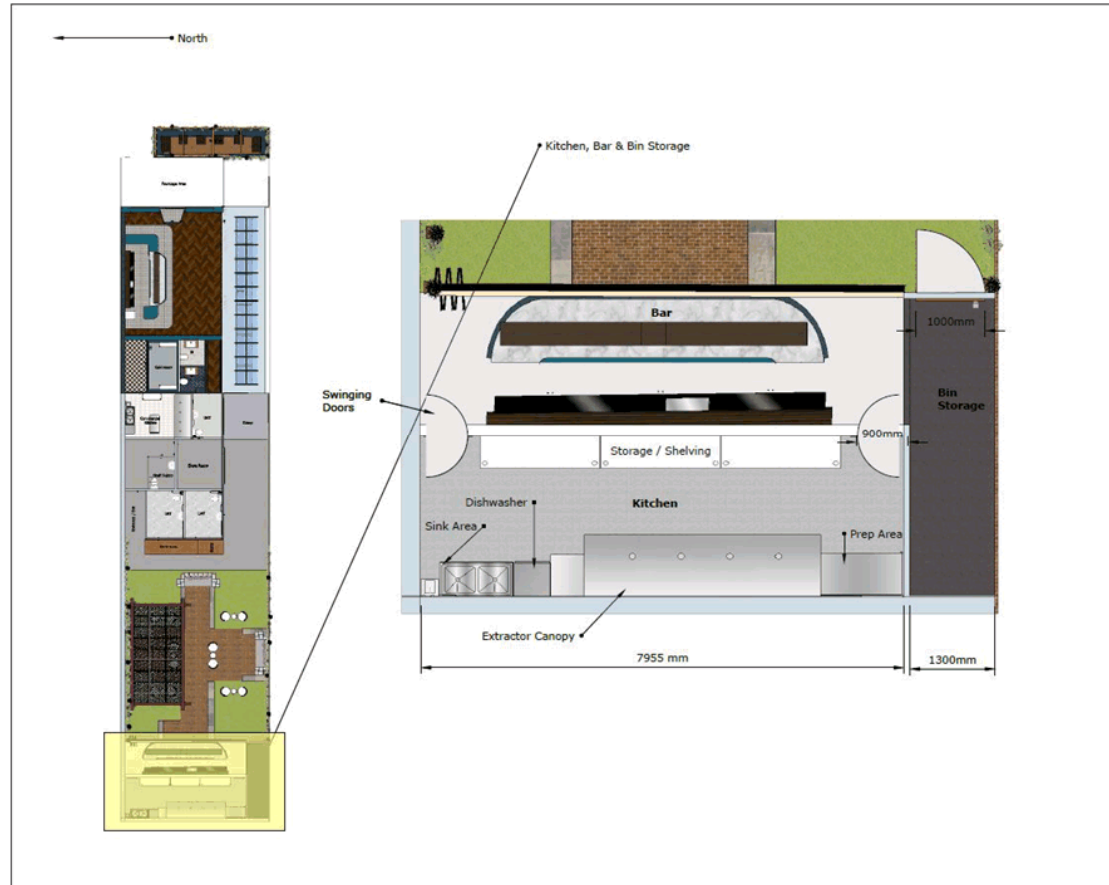 North
Kitchen, Bar & Bin Storage
Bar
1000mm
Bin
Storage
Swinging
Doors
900mm
Storage / Shelving
Kitchen
Dishwasher
Sink Area
Prep Area
Extractor Canopy
7955 mm
1300mm